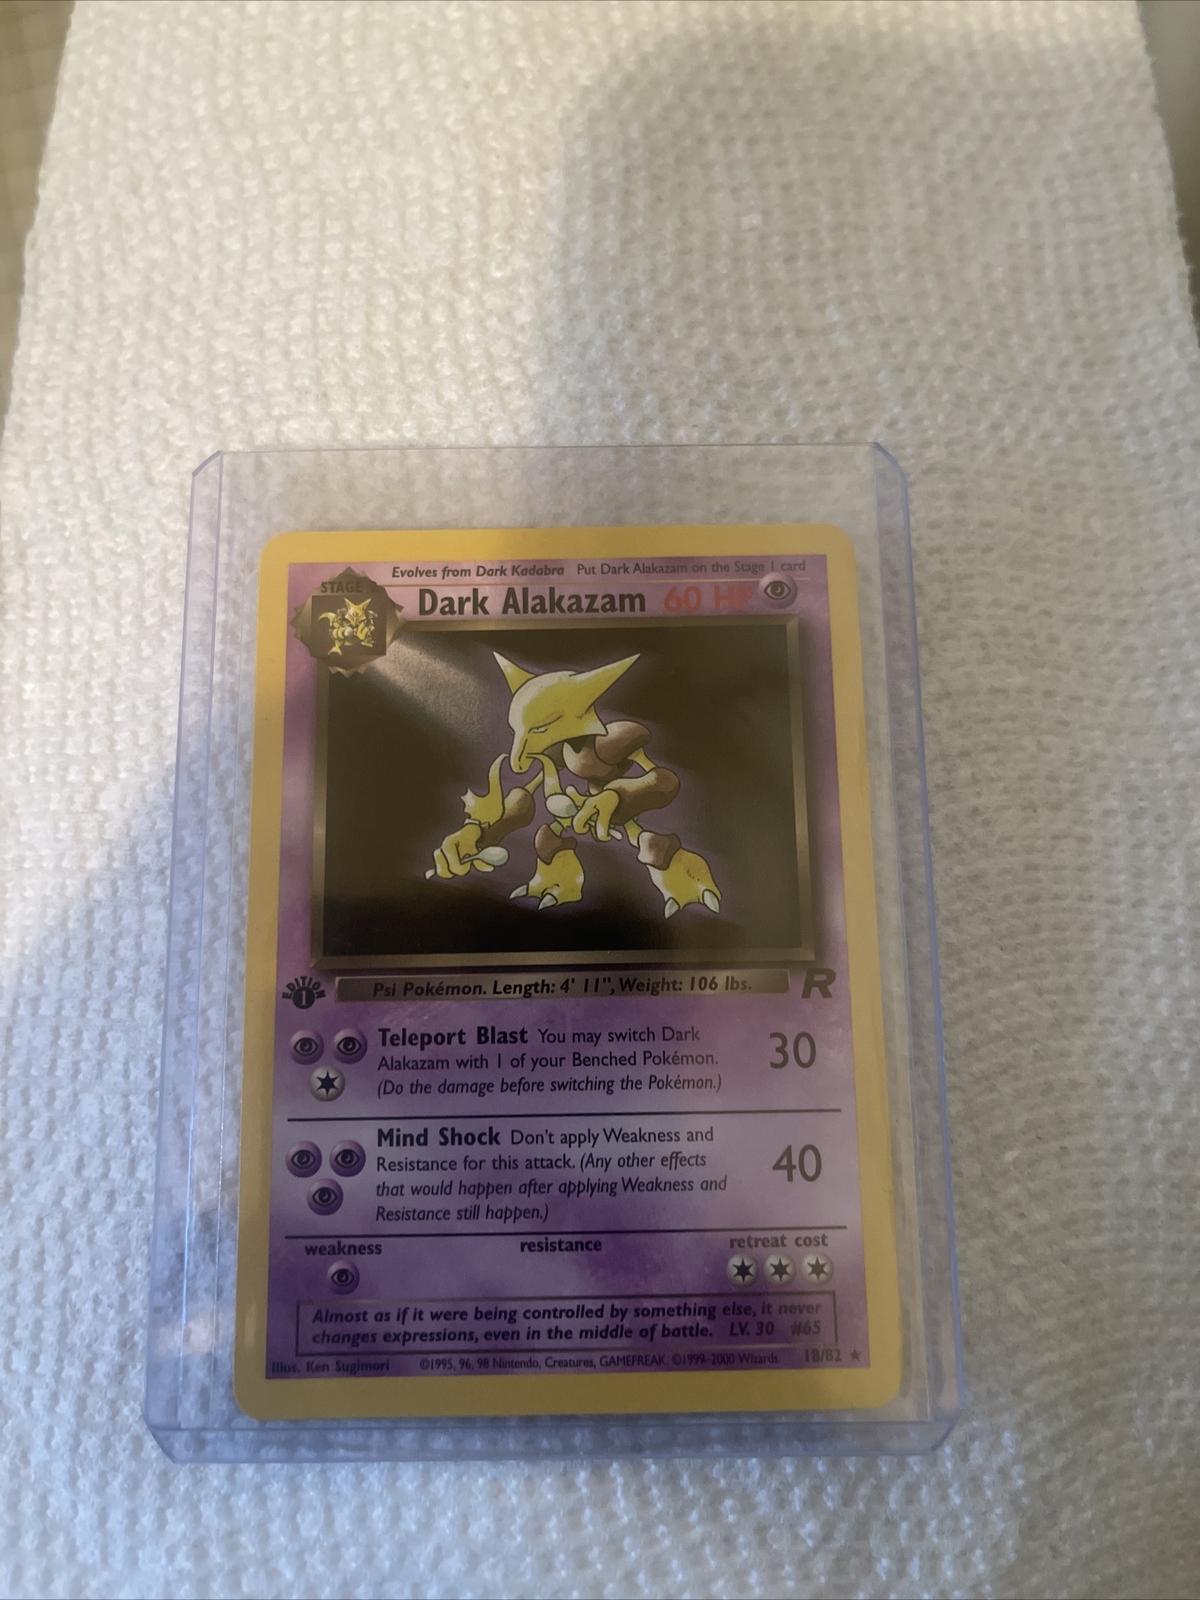 Evolves from Dark Kadabra Put Dark Alakazam on the Stage 1 card
STAGE
Dark Alakazam 60 HP
EDITION
1
Psi Pokémon. Length: 4' 11", Weight: 106 lbs.
R
Teleport Blast You may switch Dark
Alakazam with 1 of your Benched Pokémon.
(Do the damage before switching the Pokémon.)
30
Mind Shock Don't apply Weakness and
Resistance for this attack. (Any other effects
that would happen after applying Weakness and
Resistance still happen.)
40
weakness resistance retreat cost
Almost as if it were being controlled by something else, it never
changes expressions, even in the middle of battle. LV. 30 #65
Illus. Ken Sugimori ©1995, 96, 98 Nintendo, Creatures, GAMEFREAK. ©1999-2000 Wizards. 18/82 ★